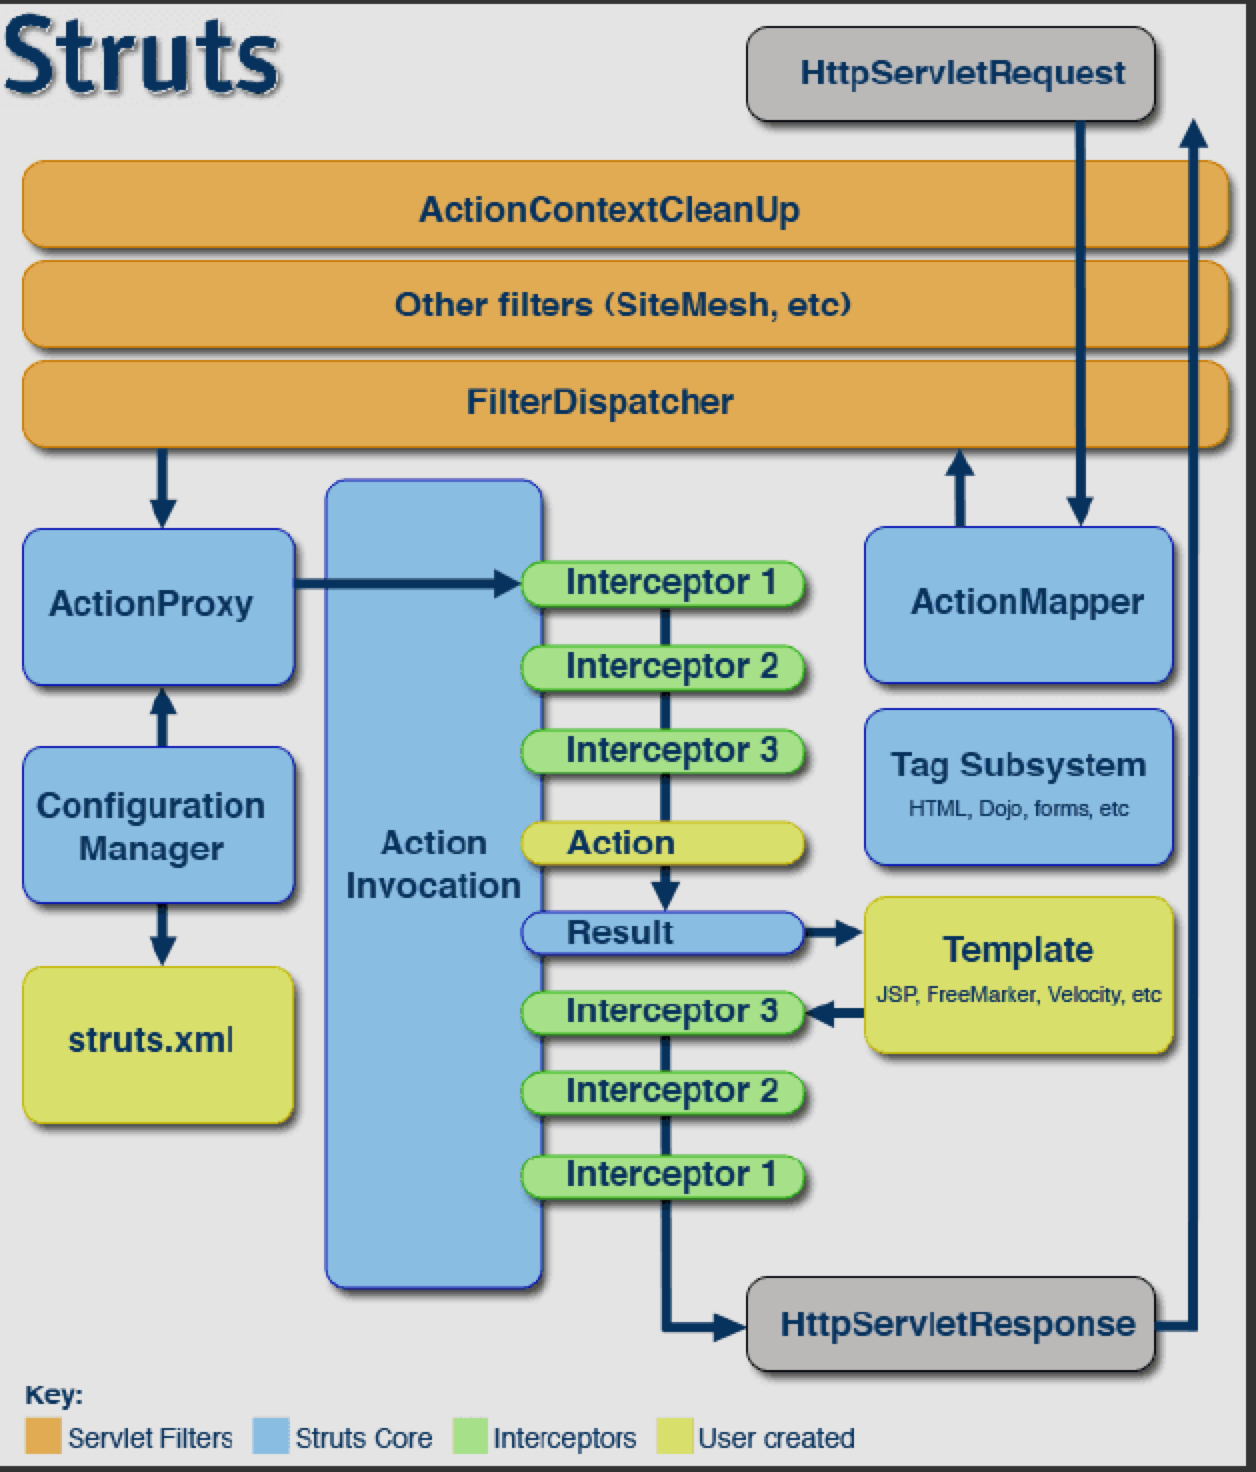 Struts
HttpServletRequest
ActionContextCleanUp
Other filters (SiteMesh, etc)
FilterDispatcher
ActionProxy
Interceptor 1
ActionMapper
Interceptor 2
Interceptor 3
Tag Subsystem
HTML, Dojo, forms, etc
Configuration
Manager
Action
Invocation
Action
Result
Template
JSP, FreeMarker, Velocity, etc
struts.xml
Interceptor 3
Interceptor 2
Interceptor 1
HttpServletResponse
Key:
Servlet Filters
Struts Core
Interceptors
User created